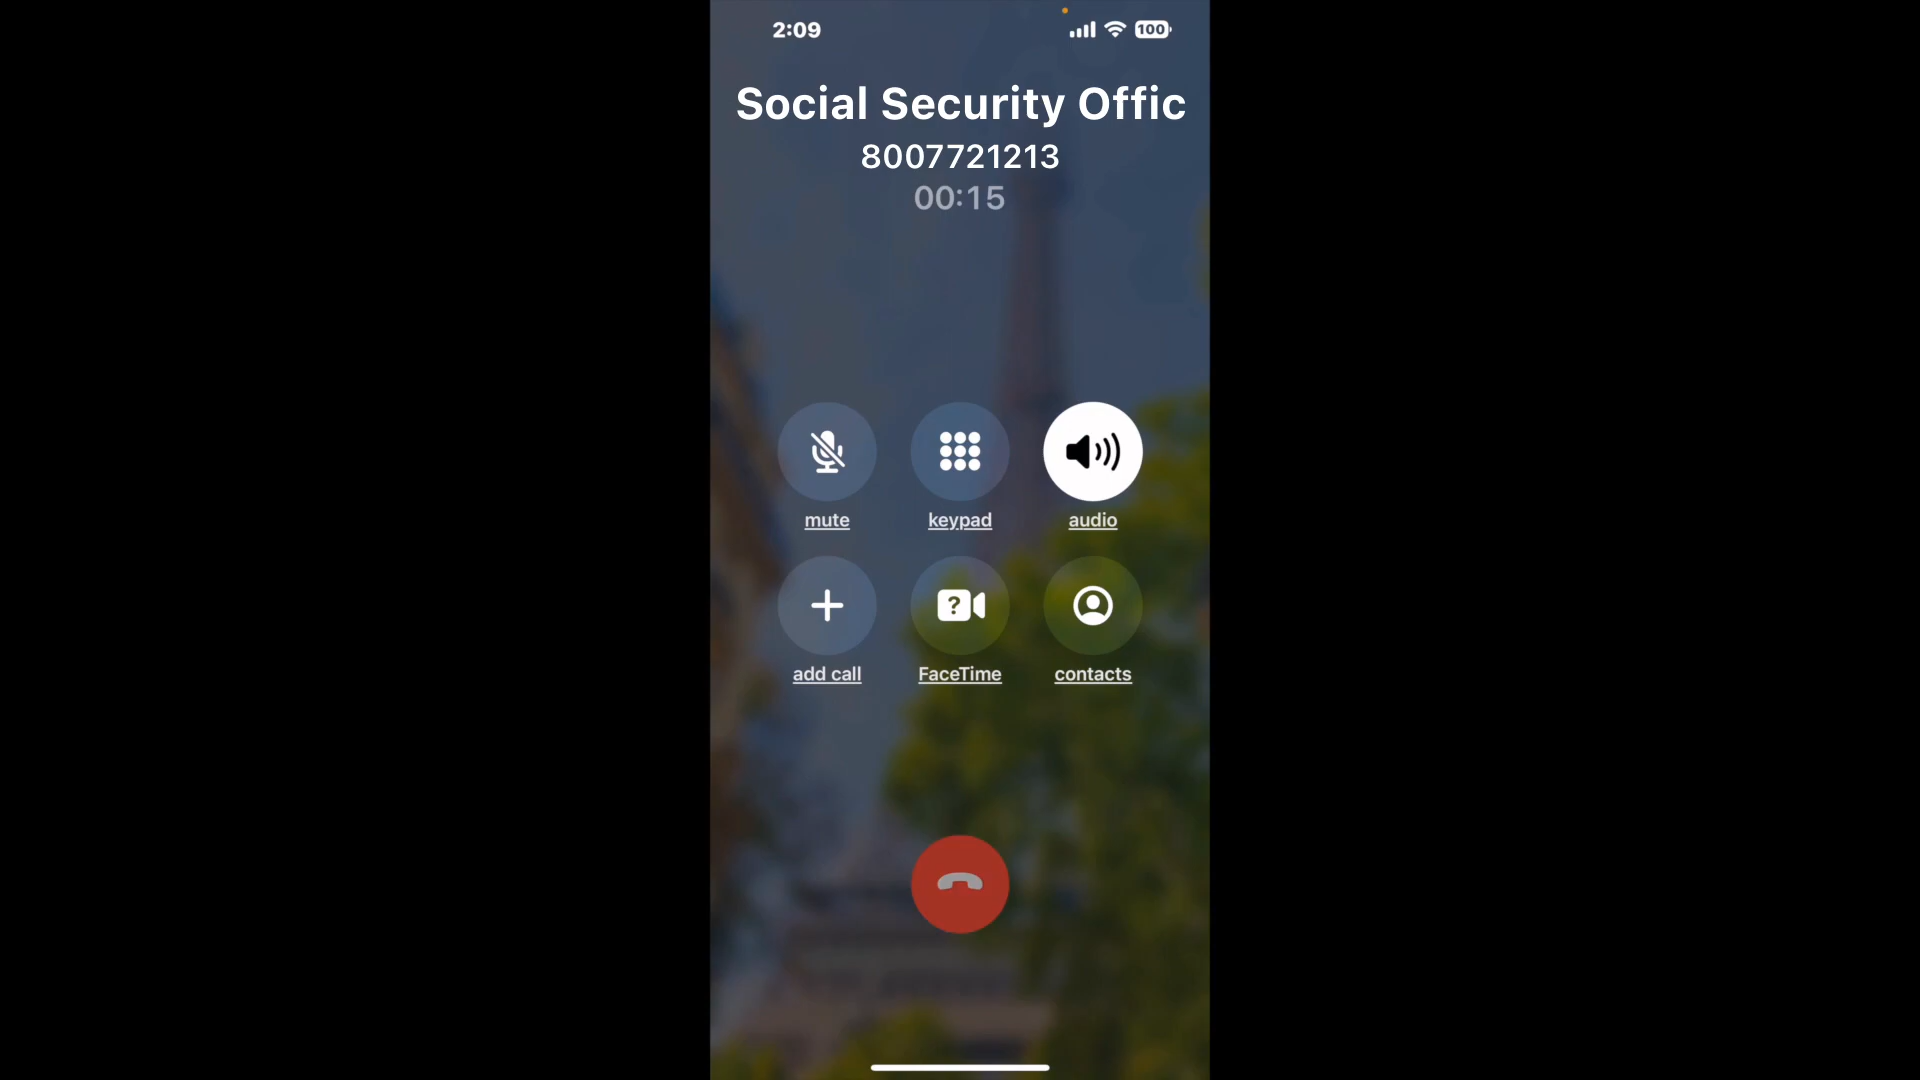 2:09
100
Social Security Offic
8007721213
00:15
mute
keypad
audio
?
add call
FaceTime
contacts